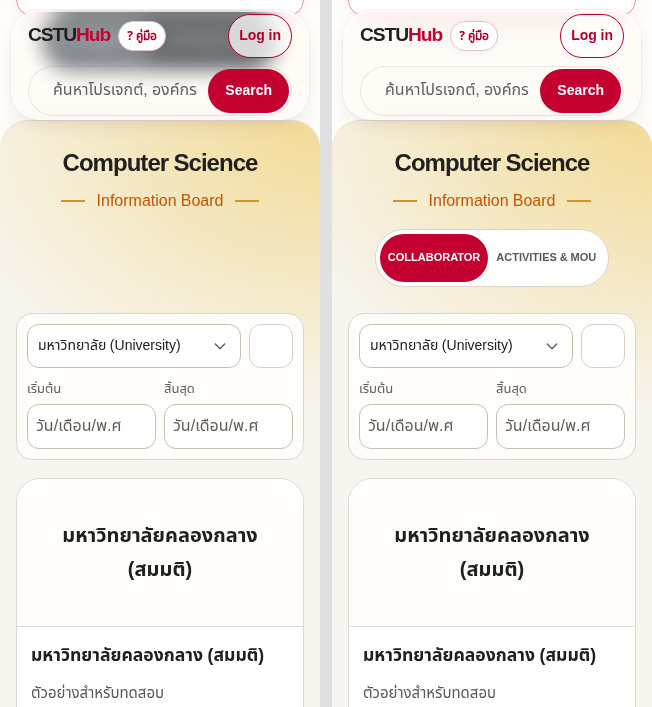 CSTUHub ? คู่มือ Log in
ค้นหาโปรเจกต์, องค์กร Search
Computer Science
Information Board
มหาวิทยาลัย (University)
เริ่มต้น สิ้นสุด
วัน/เดือน/พ.ศ วัน/เดือน/พ.ศ
มหาวิทยาลัยคลองกลาง
(สมมติ)
มหาวิทยาลัยคลองกลาง (สมมติ)
ตัวอย่างสำหรับทดสอบ
CSTUHub ? คู่มือ Log in
ค้นหาโปรเจกต์, องค์กร Search
Computer Science
Information Board
COLLABORATOR ACTIVITIES & MOU
มหาวิทยาลัย (University)
เริ่มต้น สิ้นสุด
วัน/เดือน/พ.ศ วัน/เดือน/พ.ศ
มหาวิทยาลัยคลองกลาง
(สมมติ)
มหาวิทยาลัยคลองกลาง (สมมติ)
ตัวอย่างสำหรับทดสอบ